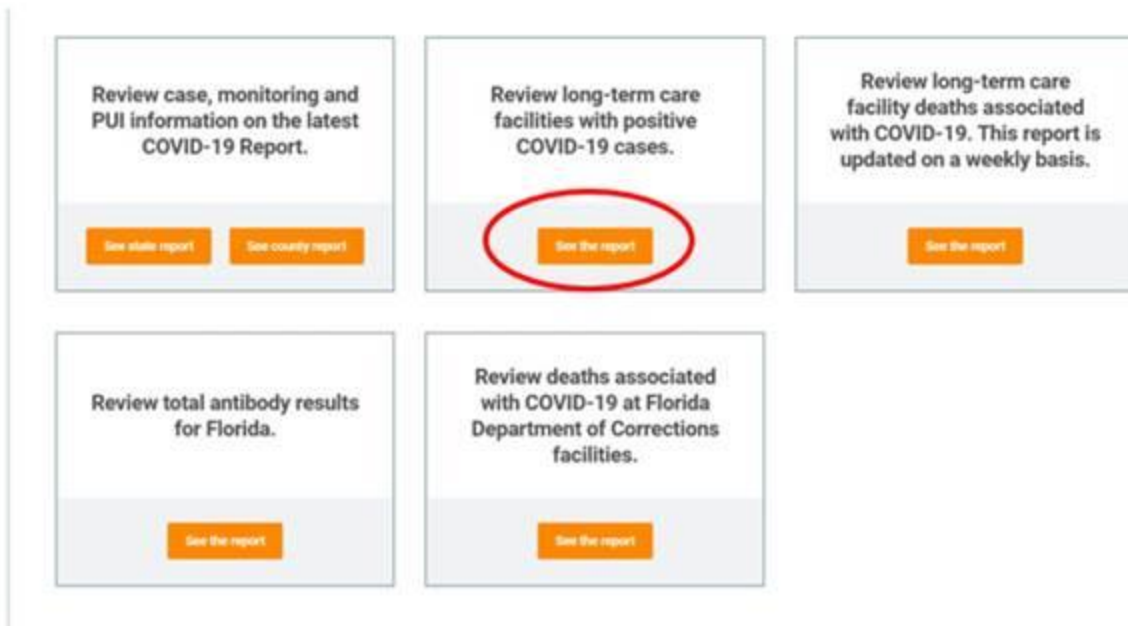 Review case, monitoring and
PUI information on the latest
COVID-19 Report.
See state report
See county report
Review long-term care
facilities with positive
COVID-19 cases.
See the report
Review long-term care
facility deaths associated
with COVID-19. This report is
updated on a weekly basis.
See the report
Review total antibody results
for Florida.
See the report
Review deaths associated
with COVID-19 at Florida
Department of Corrections
facilities.
See the report